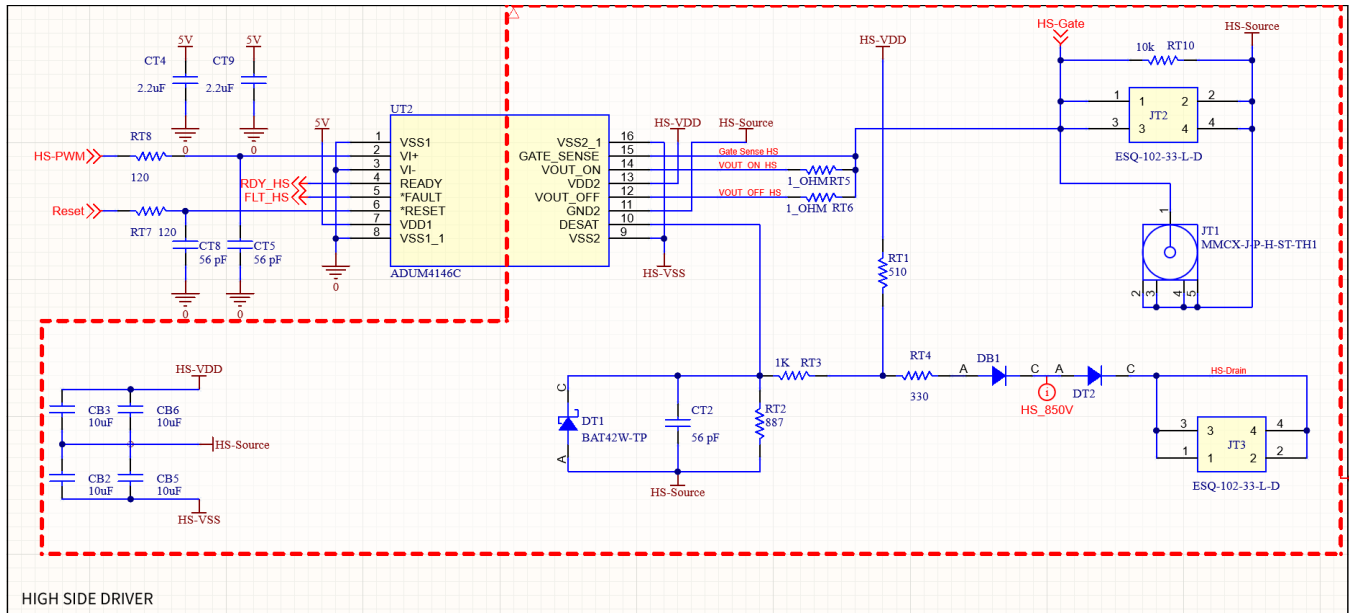 HS-Gate
HS-Source
5V
5V
HS-VDD
10k RT10
CT4
CT9
2.2uF
2.2uF
1 1 2 2
JT2
3 3 4 4
ESQ-102-33-L-D
0
0
UT2
5V
HS-VDD
HS-Source
RT8
HS-PWM
120
1 VSS1 VSS2_1 16
2 VI+ GATE_SENSE 15 Gate Sense HS
3 VI- VOUT_ON 14 VOUT_ON_HS
RDY_HS 4 READY VDD2 13 1_OHM RT5
FLT_HS 5 *FAULT VOUT_OFF 12 VOUT_OFF_HS
Reset 6 *RESET GND2 11 1_OHM RT6
7 VDD1 DESAT 10
8 VSS1_1 VSS2 9
RT7 120
CT8
56 pF
CT5
56 pF
ADUM4146C
0
0
0
HS-VSS
RT1
510
1
JT1
MMCX-J-P-H-ST-TH1
2 3 4 5
HS-VDD
CB3
10uF
CB6
10uF
HS-Source
CB2
10uF
CB5
10uF
HS-VSS
1K RT3
RT4
330
A DB1 C A DT2 C
HS_850V
i
HS-Drain
C
DT1
BAT42W-TP
A
CT2
56 pF
RT2
887
HS-Source
3 3 4 4
JT3
1 1 2 2
ESQ-102-33-L-D
HIGH SIDE DRIVER